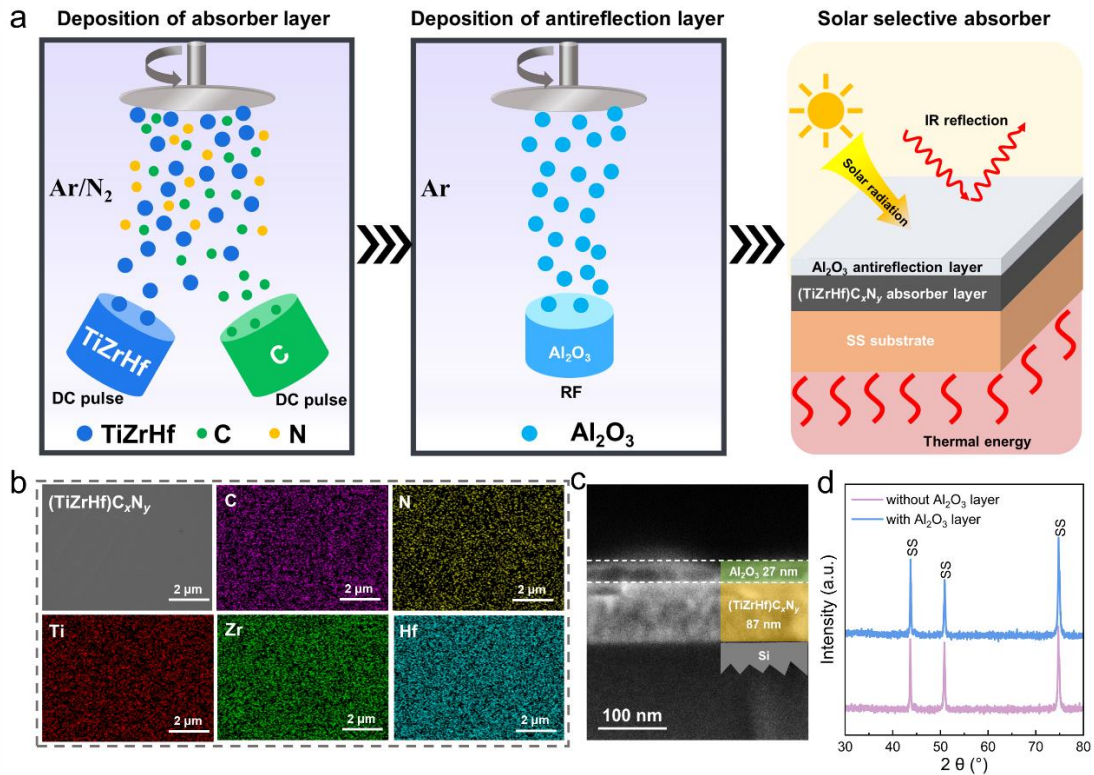 a
Deposition of absorber layer
Deposition of antireflection layer
Solar selective absorber
Ar/N₂
TiZrHf
C
DC pulse
DC pulse
TiZrHf
C
N
Ar
Al₂O₃
RF
Al₂O₃
IR reflection
Solar radiation
Al₂O₃ antireflection layer
(TiZrHf)CₓNᵧ absorber layer
SS substrate
Thermal energy
b
(TiZrHf)CₓNᵧ
2 μm
C
2 μm
N
2 μm
Ti
2 μm
Zr
2 μm
Hf
2 μm
c
Al₂O₃ 27 nm
(TiZrHf)CₓNᵧ
87 nm
Si
100 nm
d
without Al₂O₃ layer
with Al₂O₃ layer
SS
SS
SS
Intensity (a.u.)
30
40
50
60
70
80
2 θ (°)